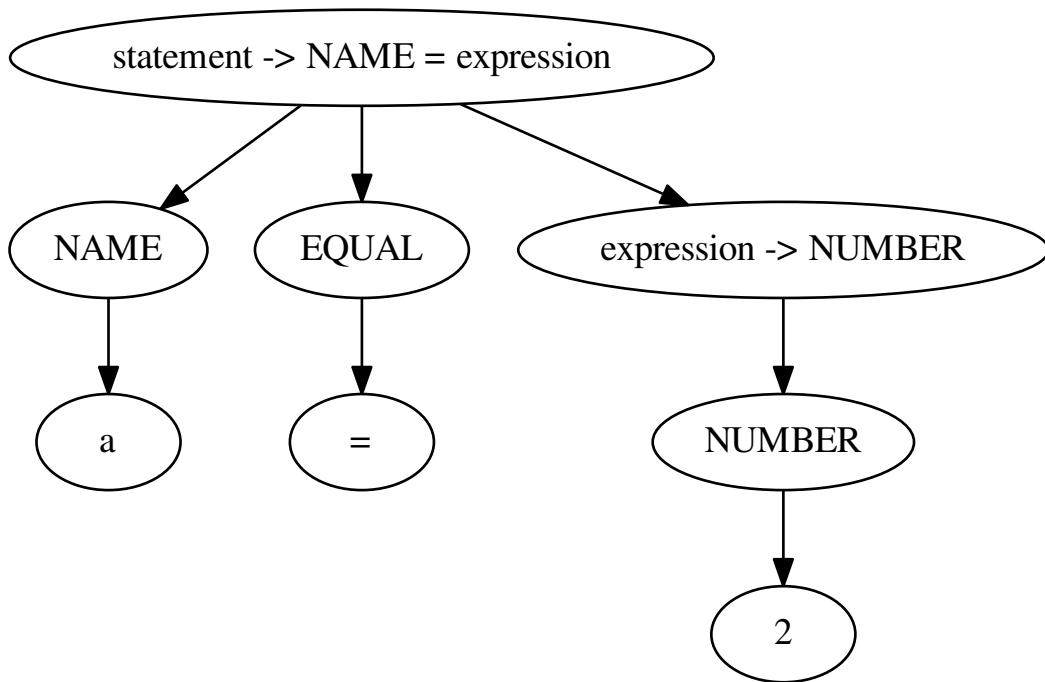 statement -> NAME = expression
NAME
EQUAL
expression -> NUMBER
a
=
NUMBER
2